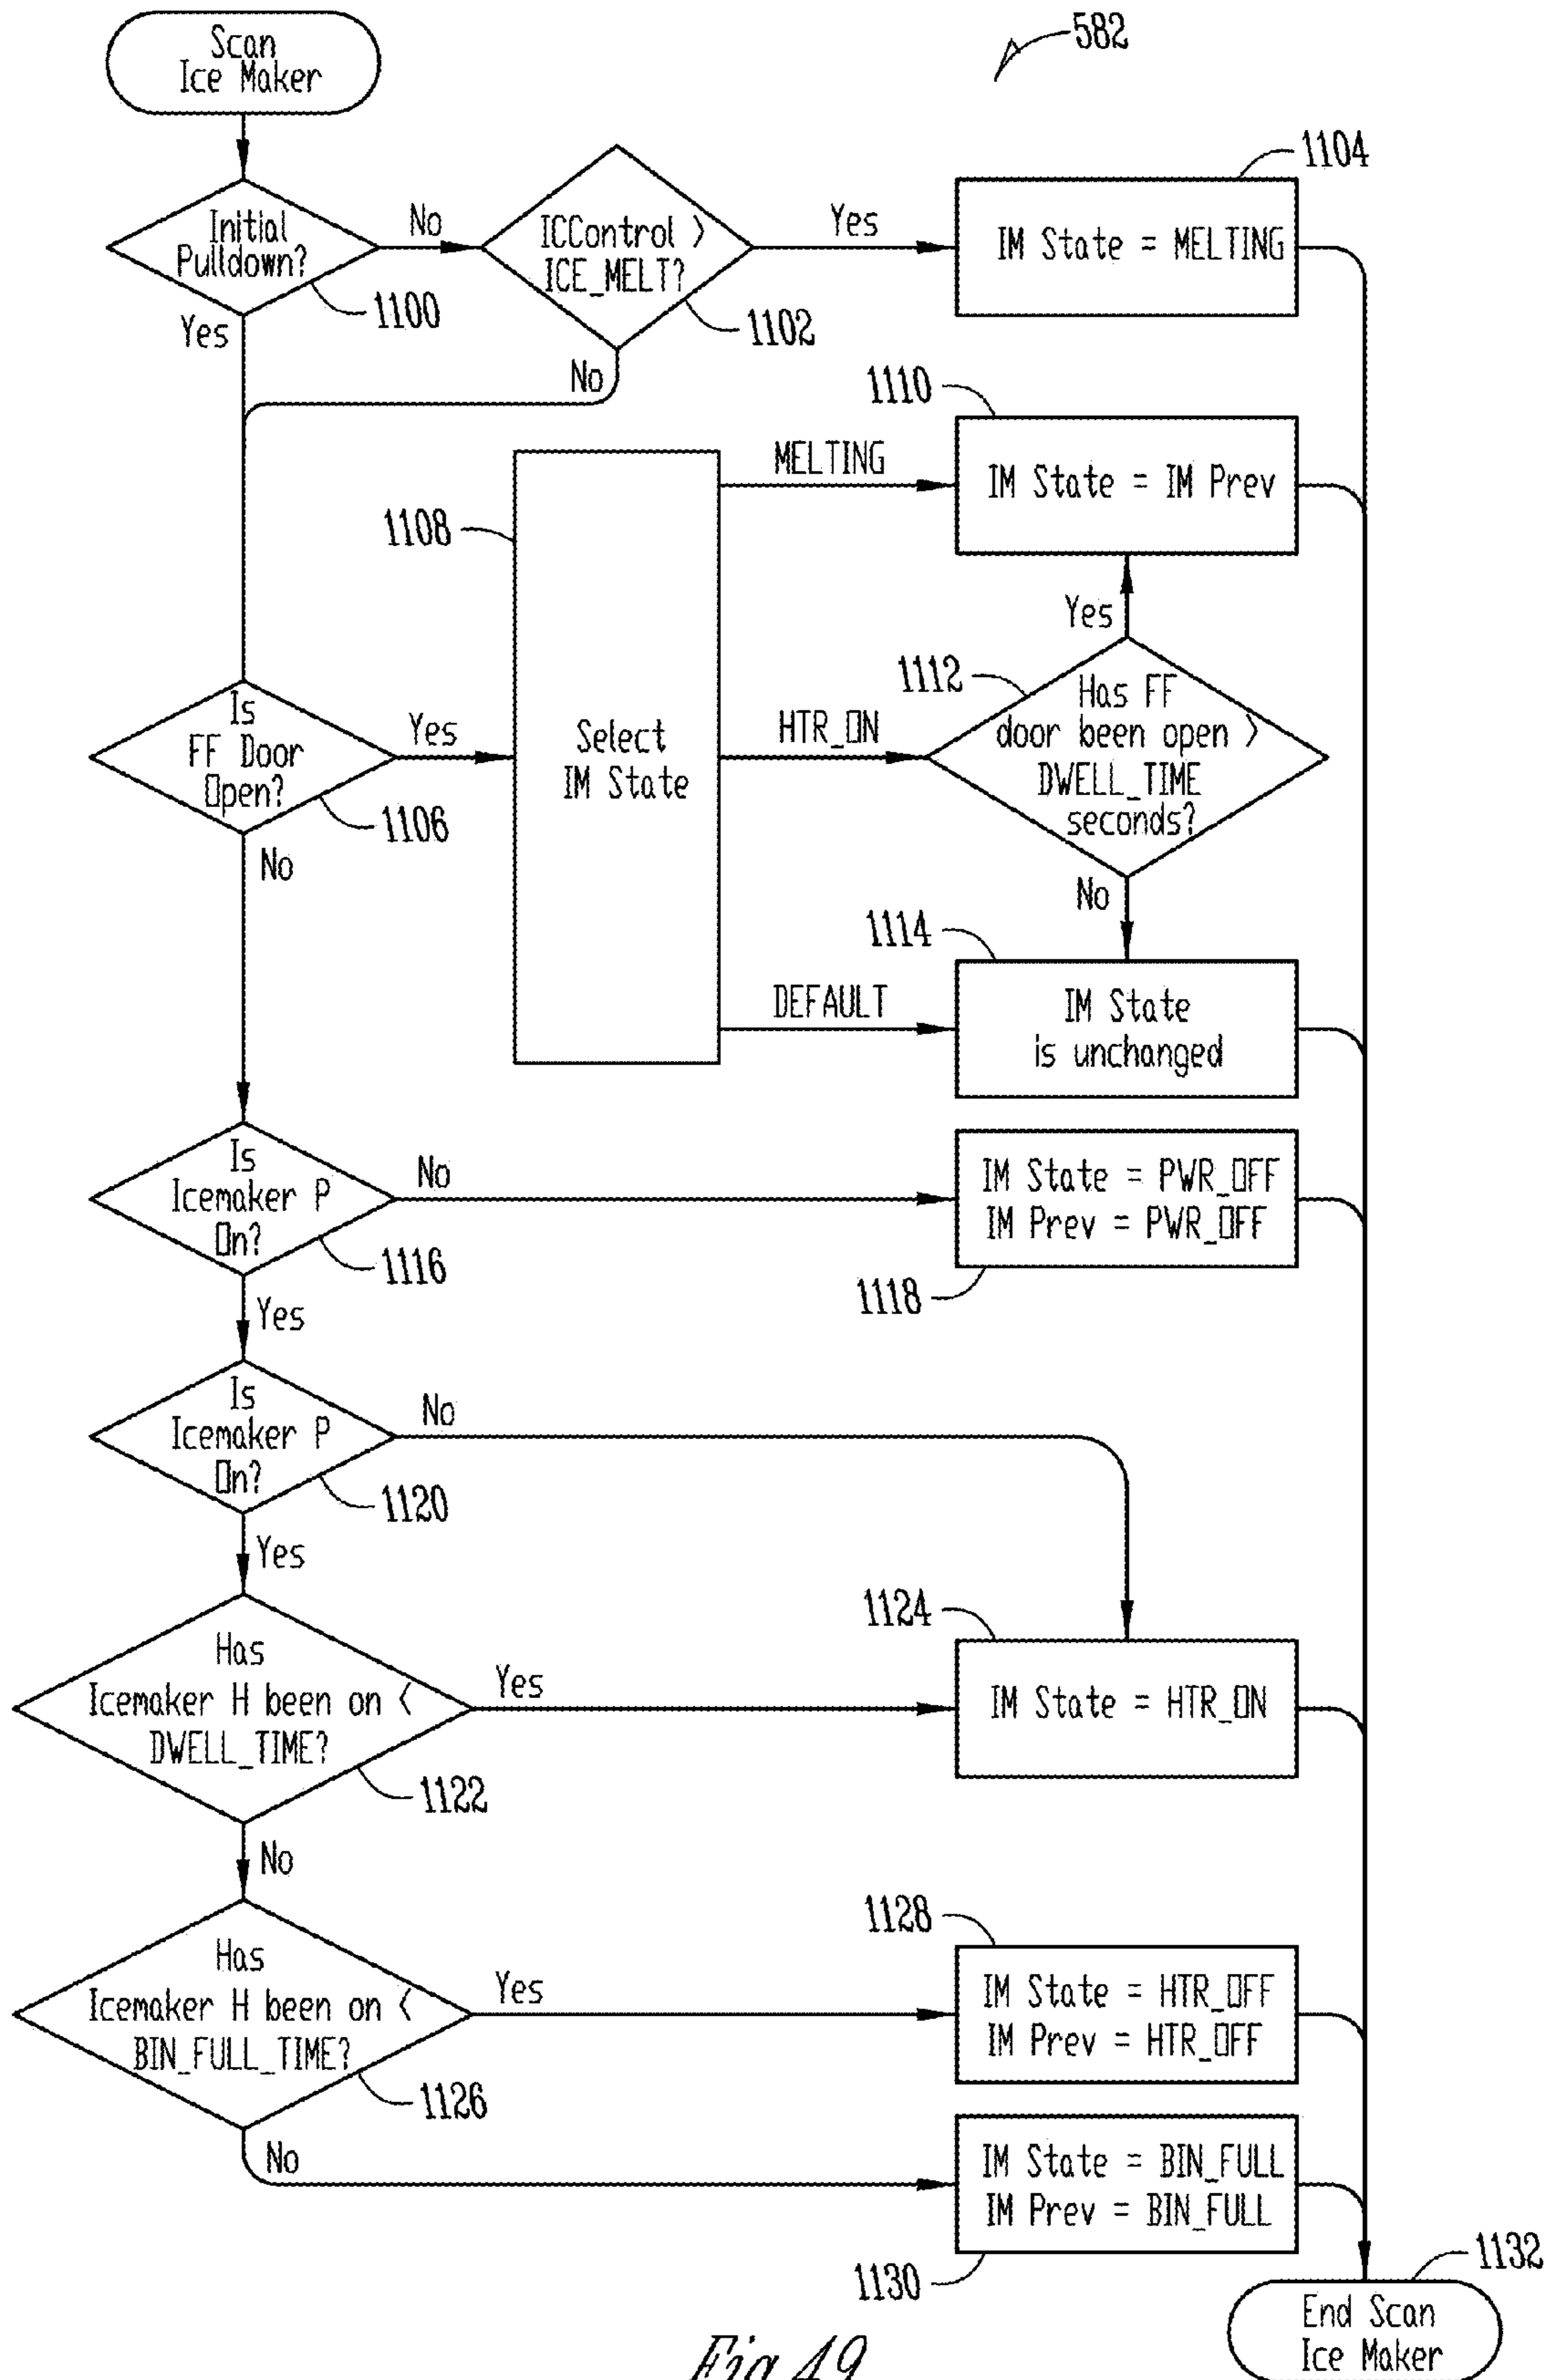 Scan
Ice Maker
582
Initial
Pulldown?
1100
No
Yes
ICControl >
ICE_MELT?
1102
Yes
No
1104
IM State = MELTING
1110
IM State = IM Prev
MELTING
1108
Select
IM State
Yes
1112
Has FF
door been open >
DWELL_TIME
seconds?
HTR_ON
Is
FF Door
Open?
1106
Yes
No
No
1114
IM State
is unchanged
DEFAULT
Is
Icemaker P
On?
1116
No
Yes
IM State = PWR_OFF
IM Prev = PWR_OFF
1118
Is
Icemaker P
On?
1120
No
Yes
1124
IM State = HTR_ON
Has
Icemaker H been on <
DWELL_TIME?
1122
Yes
No
1128
IM State = HTR_OFF
IM Prev = HTR_OFF
Has
Icemaker H been on <
BIN_FULL_TIME?
1126
Yes
No
IM State = BIN_FULL
IM Prev = BIN_FULL
1130
1132
End Scan
Ice Maker
Fig.49